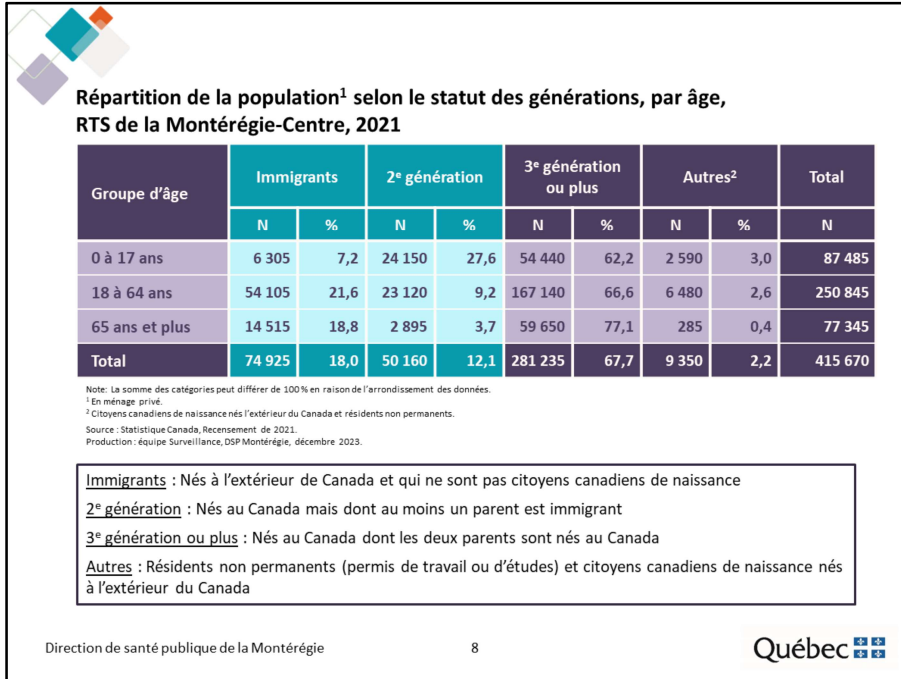 Répartition de la population¹ selon le statut des générations, par âge,
RTS de la Montérégie-Centre, 2021
Groupe d'âge Immigrants 2ᵉ génération 3ᵉ génération ou plus Autres² Total
N % N % N % N % N
0 à 17 ans 6 305 7,2 24 150 27,6 54 440 62,2 2 590 3,0 87 485
18 à 64 ans 54 105 21,6 23 120 9,2 167 140 66,6 6 480 2,6 250 845
65 ans et plus 14 515 18,8 2 895 3,7 59 650 77,1 285 0,4 77 345
Total 74 925 18,0 50 160 12,1 281 235 67,7 9 350 2,2 415 670
Note: La somme des catégories peut différer de 100 % en raison de l'arrondissement des données.
¹ En ménage privé.
² Citoyens canadiens de naissance nés l'extérieur du Canada et résidents non permanents.
Source : Statistique Canada, Recensement de 2021.
Production : équipe Surveillance, DSP Montérégie, décembre 2023.
Immigrants : Nés à l'extérieur de Canada et qui ne sont pas citoyens canadiens de naissance
2ᵉ génération : Nés au Canada mais dont au moins un parent est immigrant
3ᵉ génération ou plus : Nés au Canada dont les deux parents sont nés au Canada
Autres : Résidents non permanents (permis de travail ou d'études) et citoyens canadiens de naissance nés
à l'extérieur du Canada
Direction de santé publique de la Montérégie 8 Québec